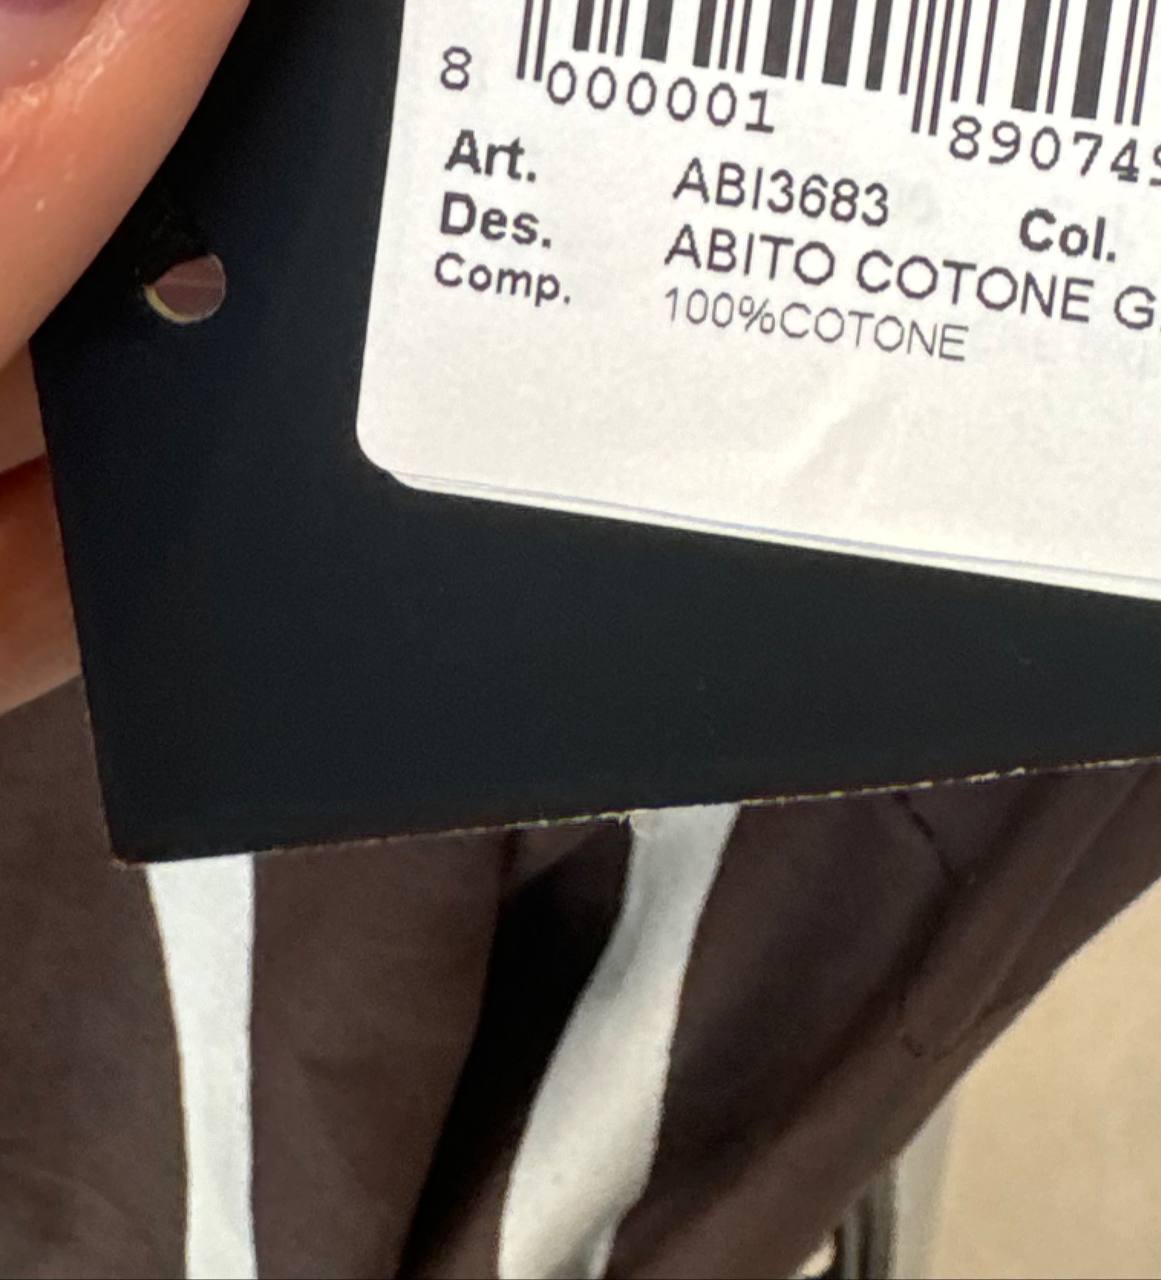 8 000001 89074
Art. ABI3683 Col.
Des. ABITO COTONE G
Comp. 100%COTONE